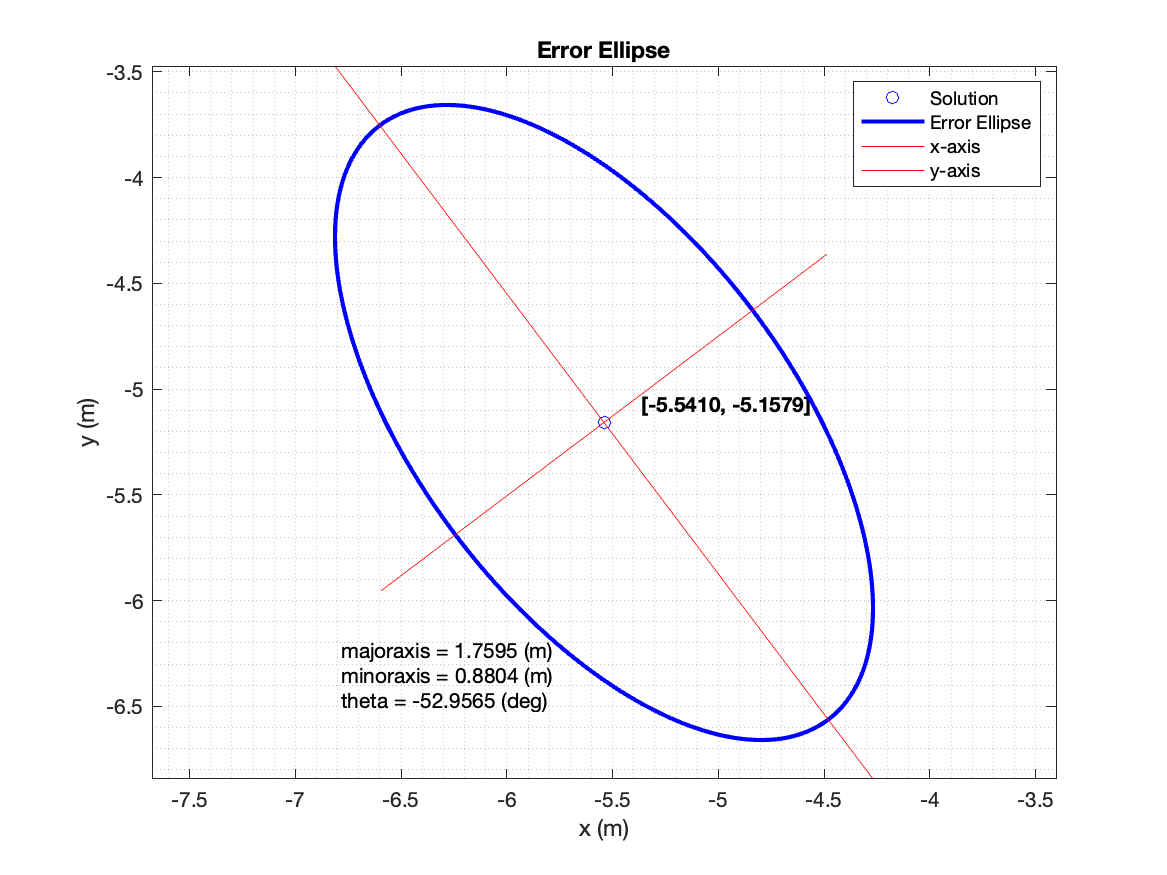 Error Ellipse
Solution
Error Ellipse
x-axis
y-axis
-3.5
-4
-4.5
-5
-5.5
-6
-6.5
y (m)
[-5.5410, -5.1579]
majoraxis = 1.7595 (m)
minoraxis = 0.8804 (m)
theta = -52.9565 (deg)
-7.5 -7 -6.5 -6 -5.5 -5 -4.5 -4 -3.5
x (m)